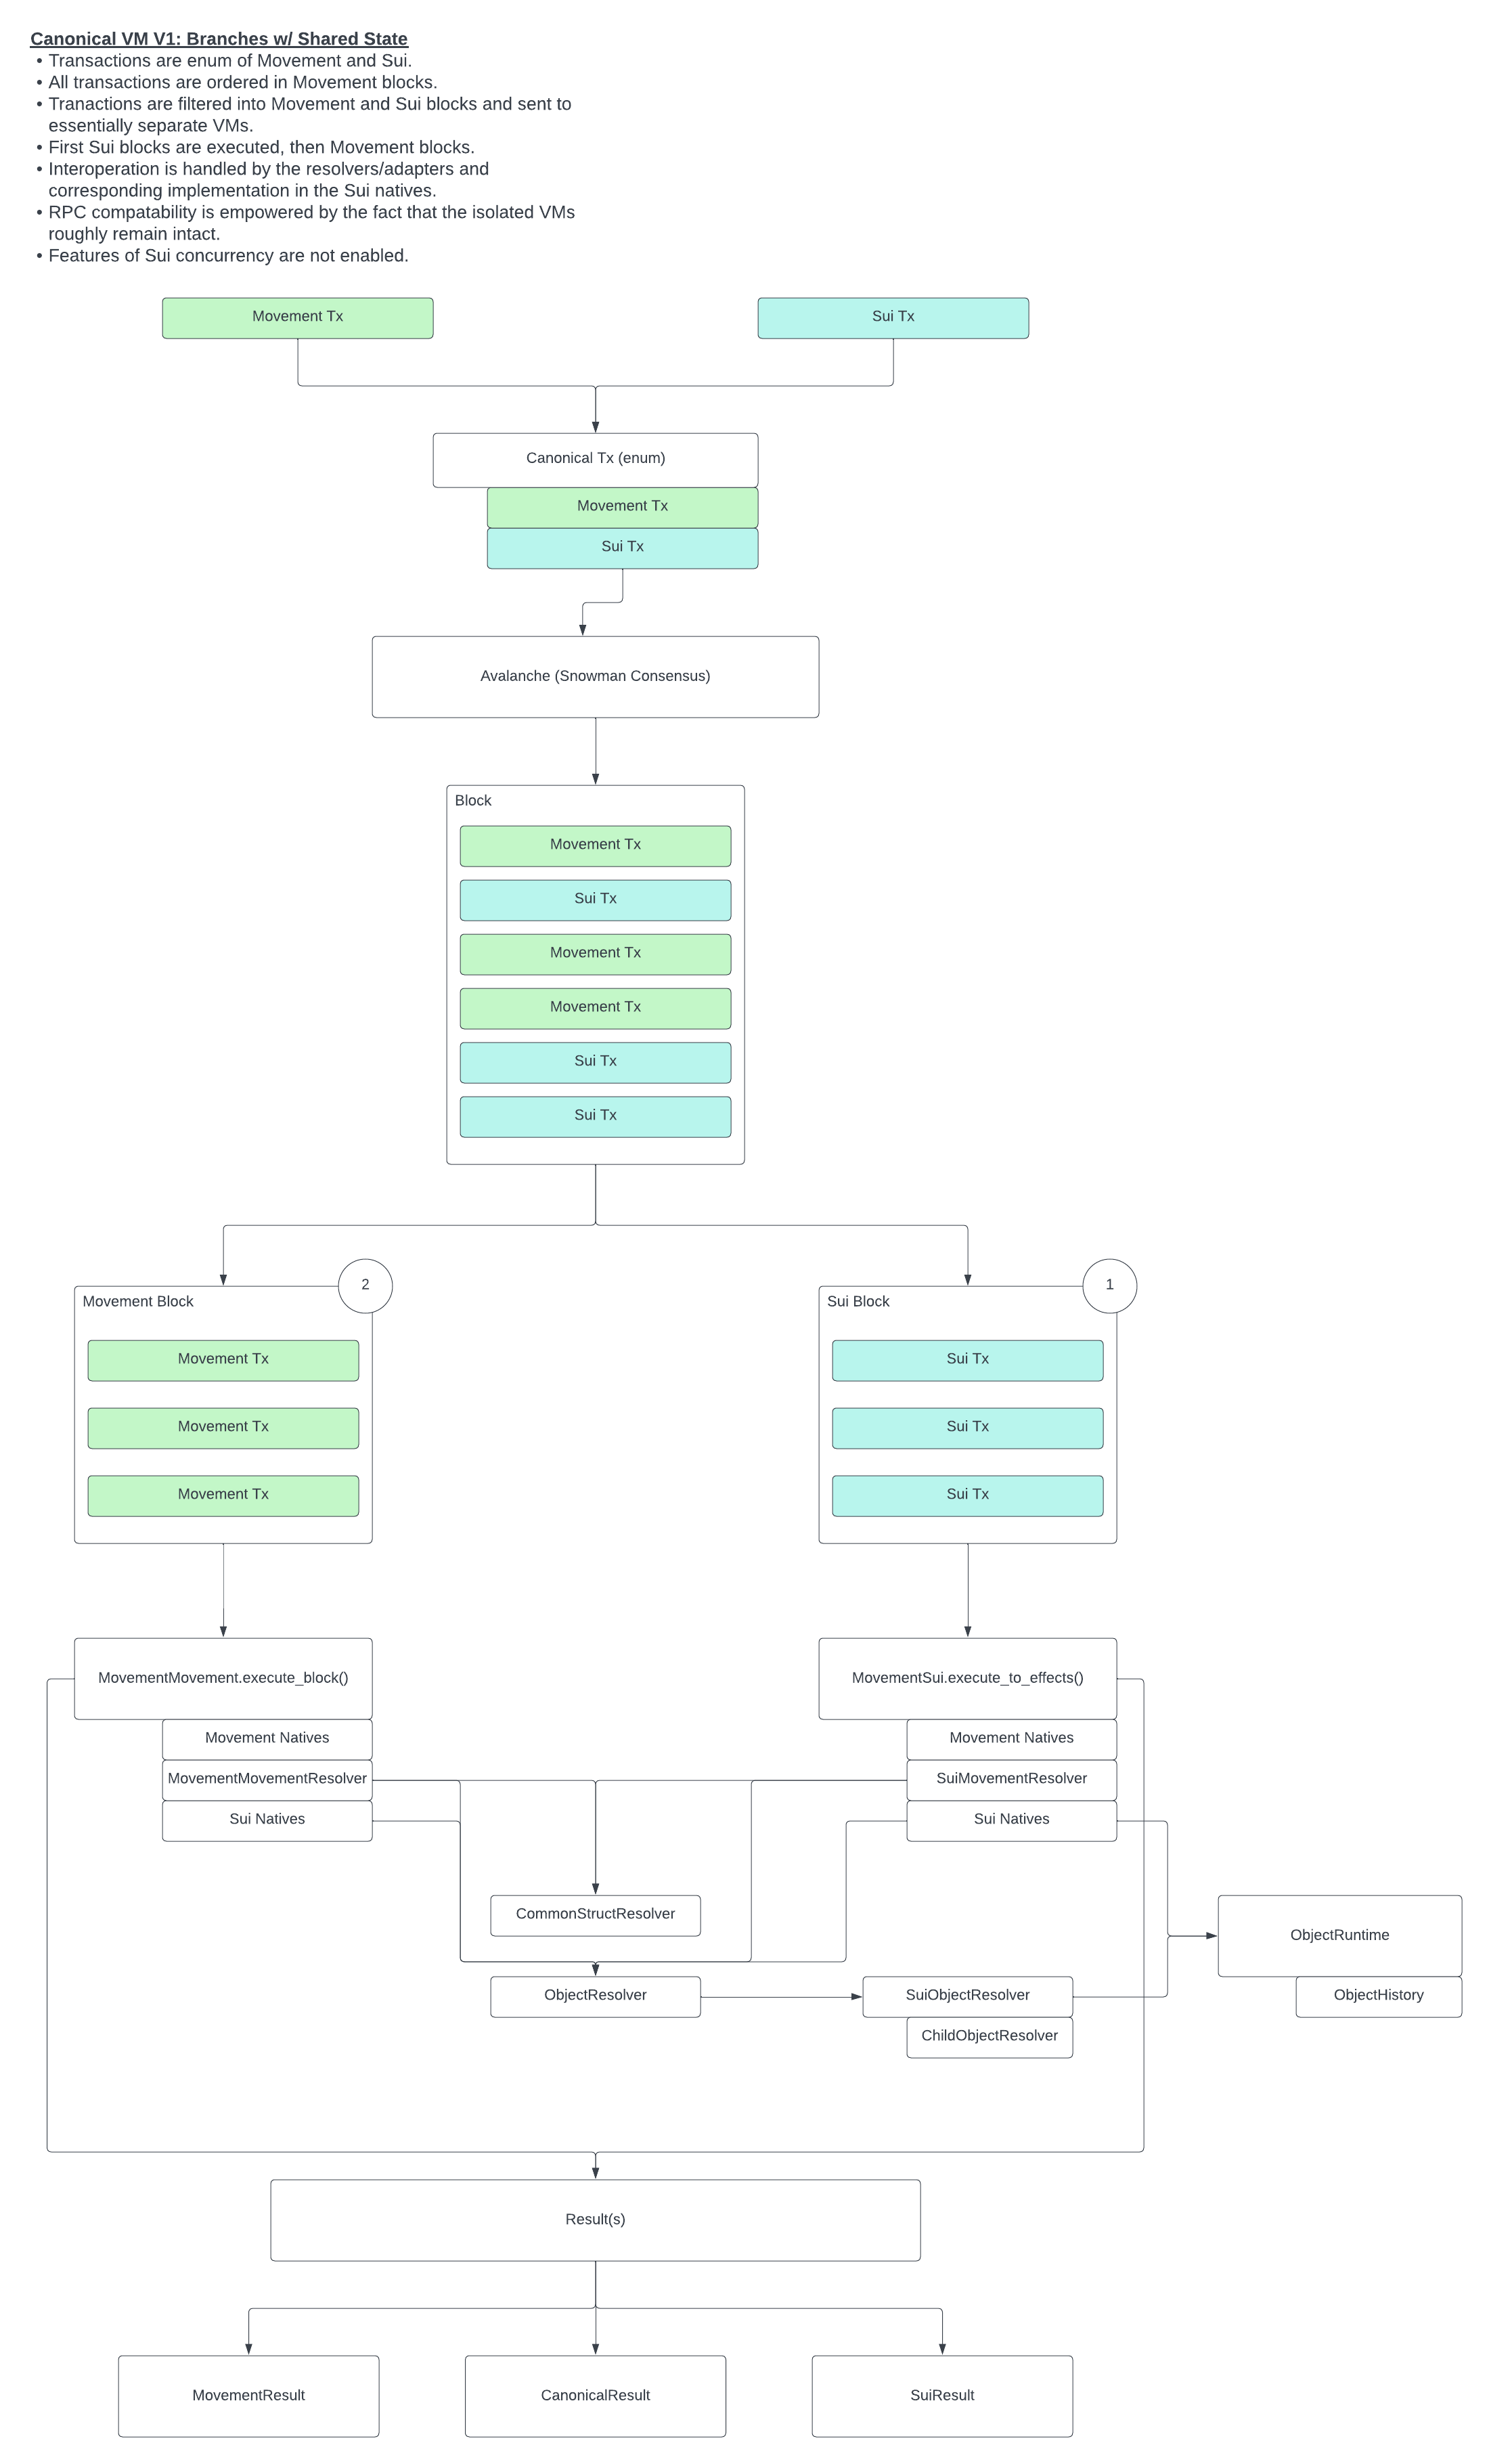 Canonical VM V1: Branches w/ Shared State
• Transactions are enum of Movement and Sui.
• All transactions are ordered in Movement blocks.
• Tranactions are filtered into Movement and Sui blocks and sent to
essentially separate VMs.
• First Sui blocks are executed, then Movement blocks.
• Interoperation is handled by the resolvers/adapters and
corresponding implementation in the Sui natives.
• RPC compatability is empowered by the fact that the isolated VMs
roughly remain intact.
• Features of Sui concurrency are not enabled.
Movement Tx
Sui Tx
Canonical Tx (enum)
Movement Tx
Sui Tx
Avalanche (Snowman Consensus)
Block
Movement Tx
Sui Tx
Movement Tx
Movement Tx
Sui Tx
Sui Tx
2
Movement Block
Movement Tx
Movement Tx
Movement Tx
1
Sui Block
Sui Tx
Sui Tx
Sui Tx
MovementMovement.execute_block()
Movement Natives
MovementMovementResolver
Sui Natives
MovementSui.execute_to_effects()
Movement Natives
SuiMovementResolver
Sui Natives
CommonStructResolver
ObjectResolver
SuiObjectResolver
ChildObjectResolver
ObjectRuntime
ObjectHistory
Result(s)
MovementResult
CanonicalResult
SuiResult